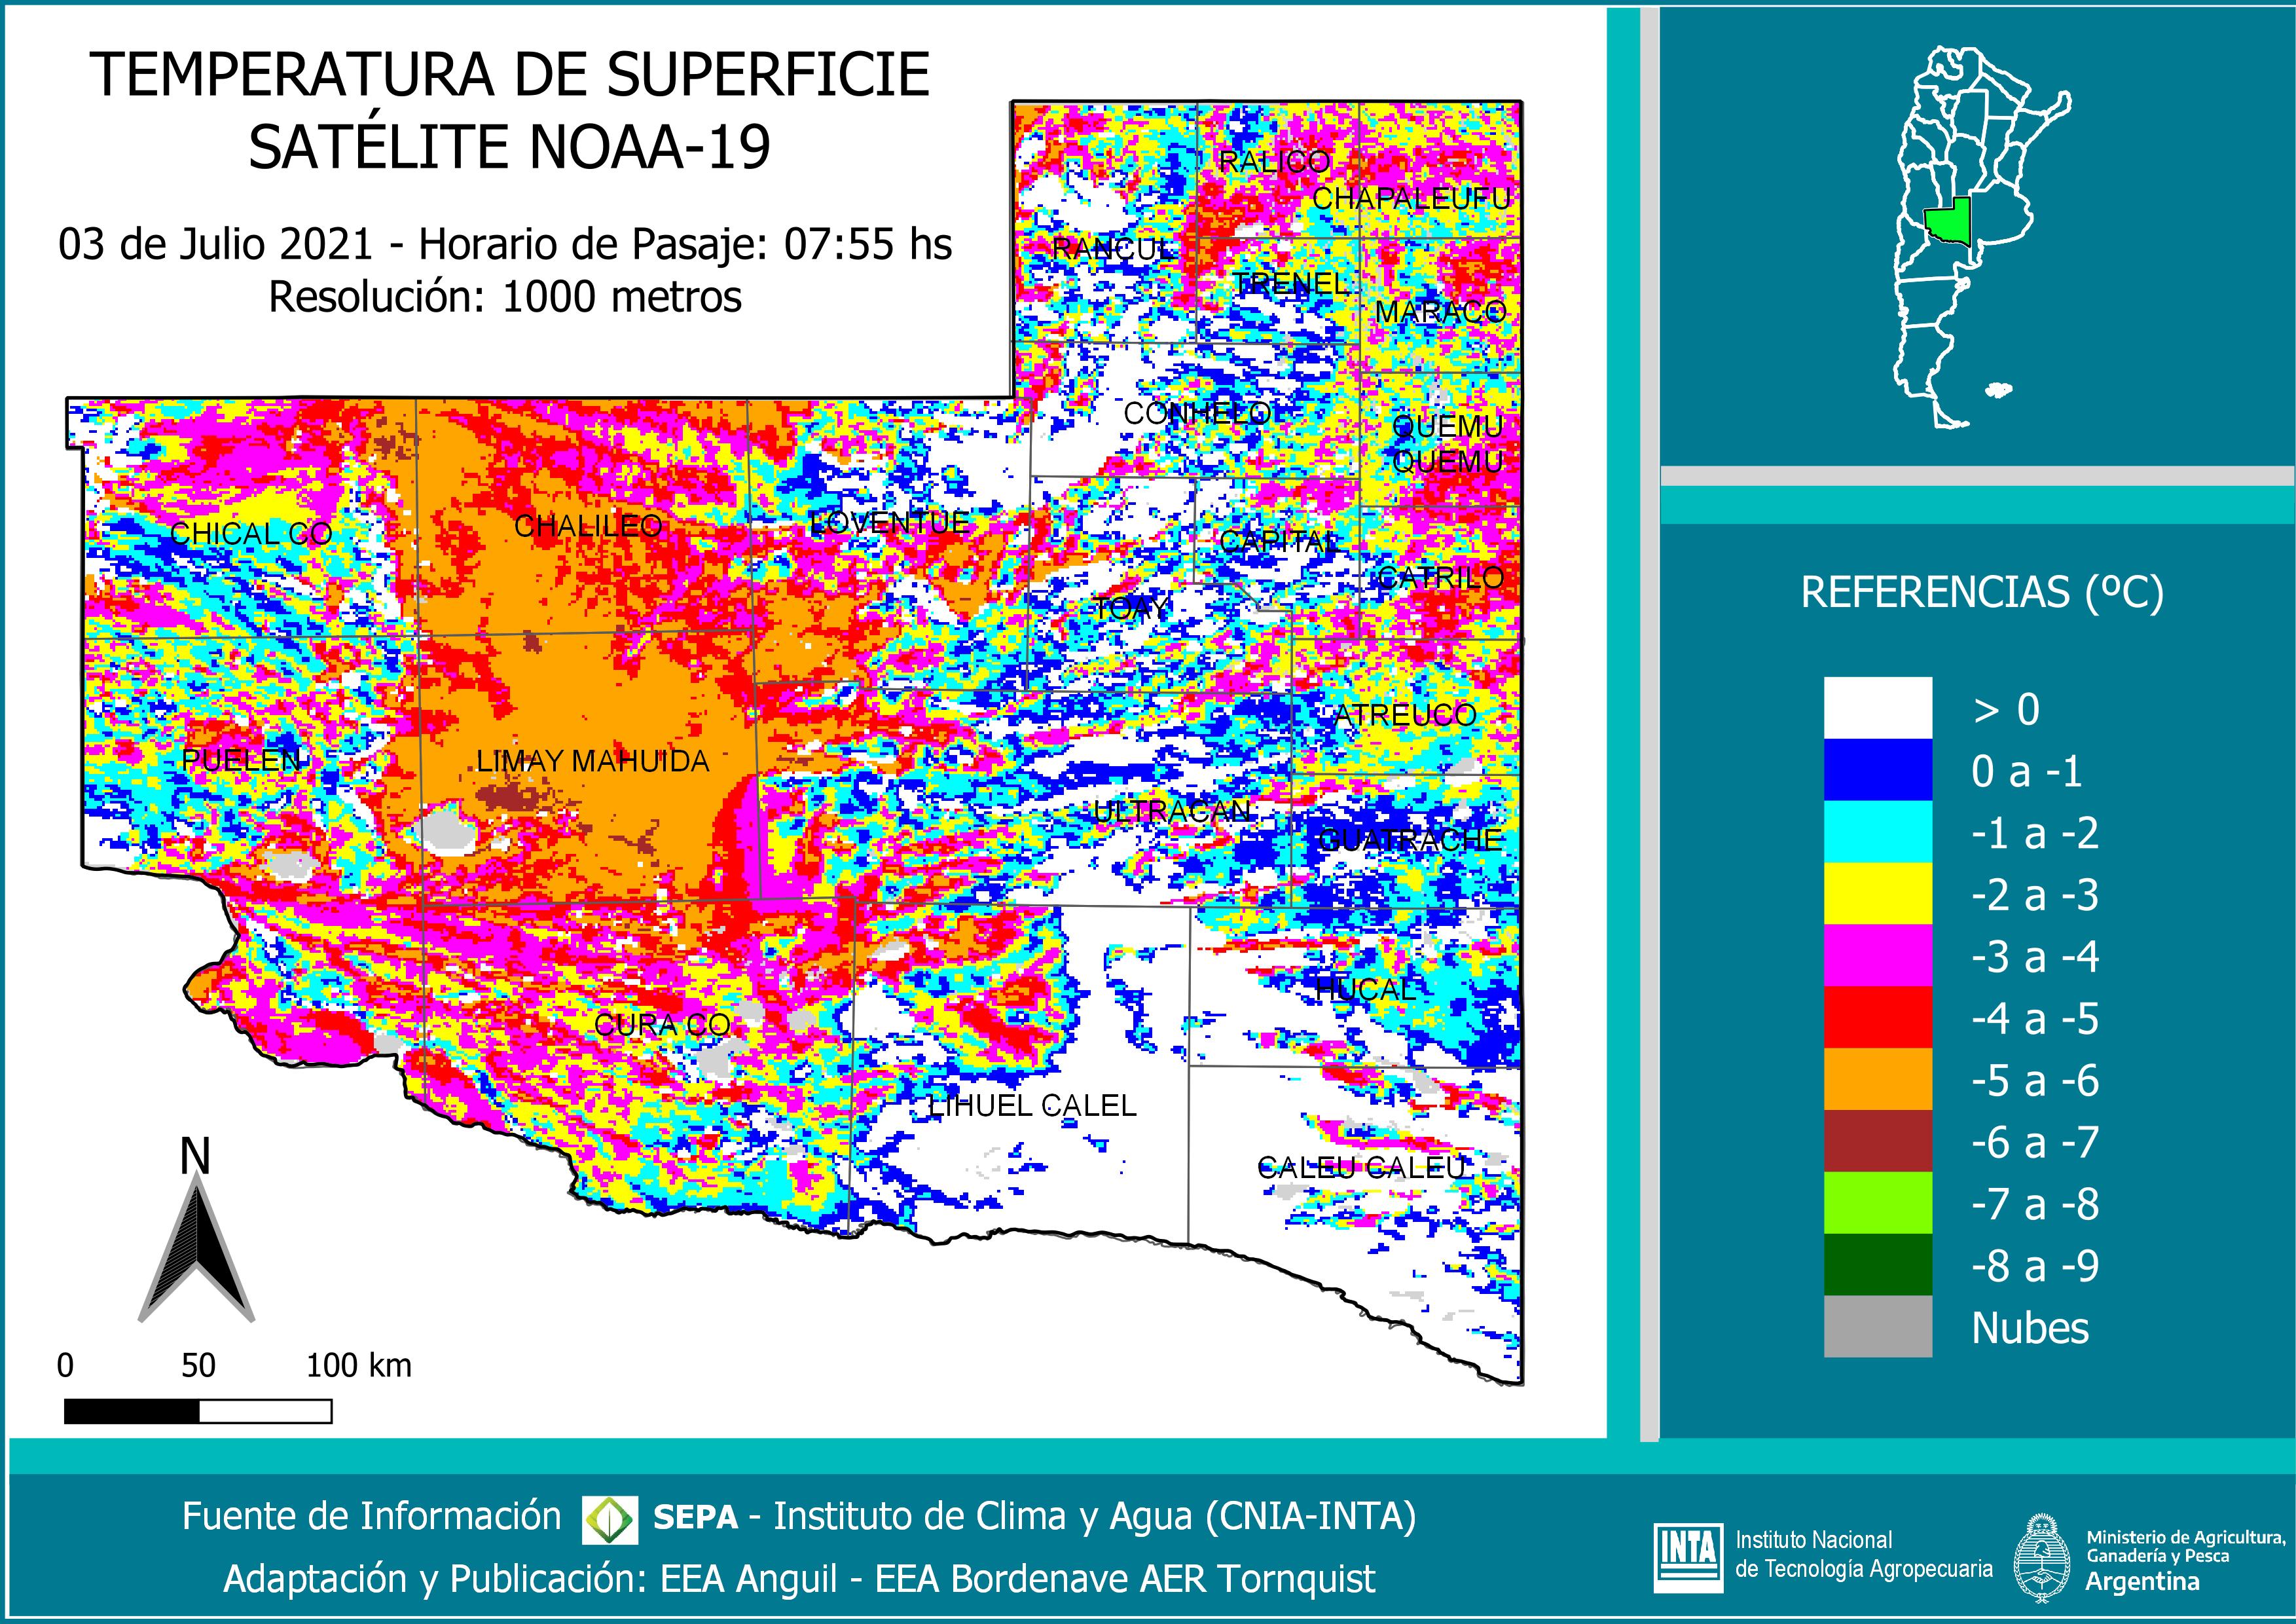 TEMPERATURA DE SUPERFICIE
SATÉLITE NOAA-19
03 de Julio 2021 - Horario de Pasaje: 07:55 hs
Resolución: 1000 metros
RALICO
CHAPALEUFU
RANCUL
TRENEL
MARACO
CONHELO
QUEMU
QUEMU
CHICAL CO
CHALILEO
LOVENTUE
CAPITAL
CATRILO
TOAY
PUELEN
LIMAY MAHUIDA
ATREUCO
ULTRACAN
GUATRACHE
HUCAL
CURA CO
LIHUEL CALEL
CALEU CALEU
N
0 50 100 km
REFERENCIAS (ºC)
> 0
0 a -1
-1 a -2
-2 a -3
-3 a -4
-4 a -5
-5 a -6
-6 a -7
-7 a -8
-8 a -9
Nubes
Fuente de Información SEPA - Instituto de Clima y Agua (CNIA-INTA)
Adaptación y Publicación: EEA Anguil - EEA Bordenave AER Tornquist
INTA
Instituto Nacional
de Tecnología Agropecuaria
Ministerio de Agricultura,
Ganadería y Pesca
Argentina